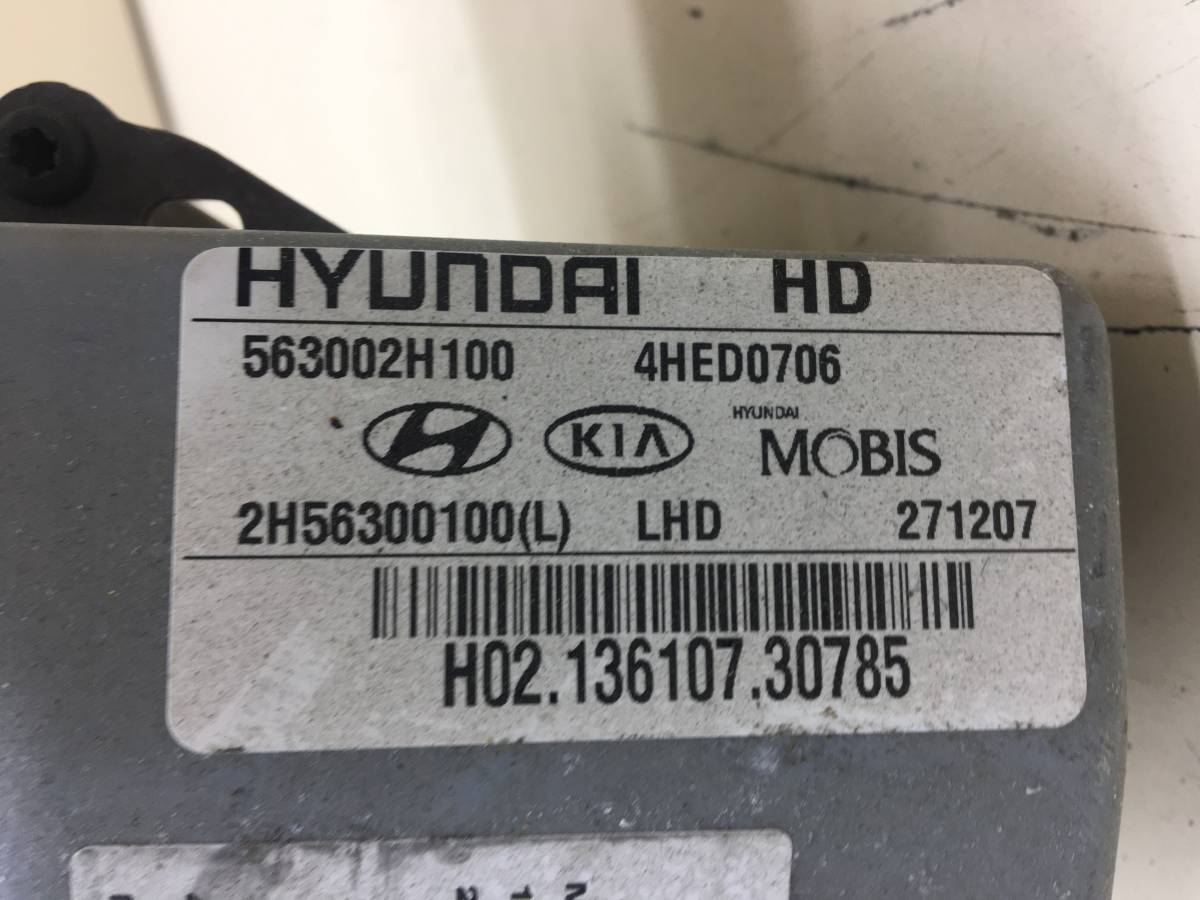 HYUNDAI HD
563002H100 4HED0706
KIA HYUNDAI MOBIS
2H56300100(L) LHD 271207
H02.136107.30785